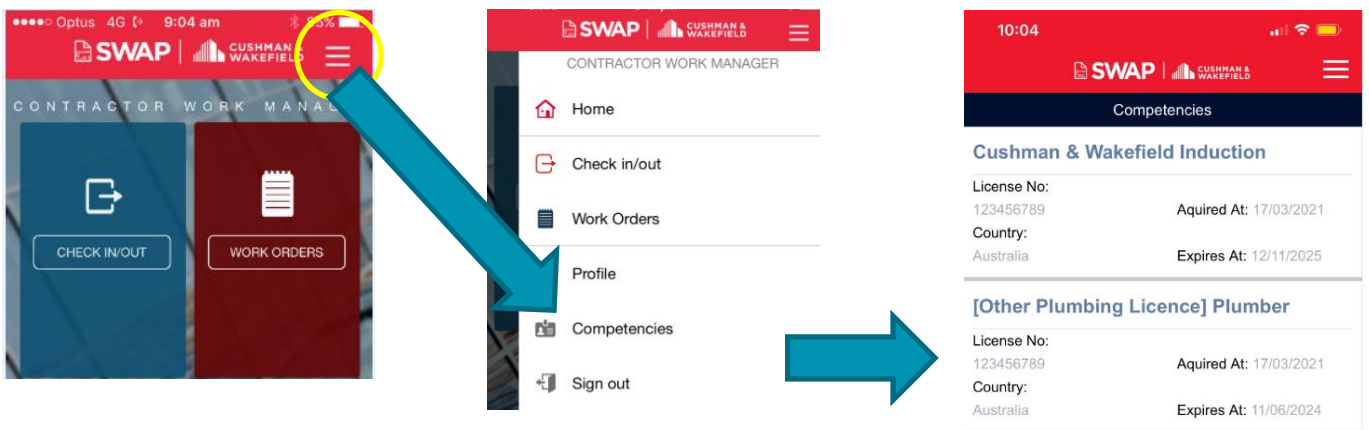 Optus 4G 9:04 am 83%
SWAP | CUSHMAN & WAKEFIELD
CONTRACTOR WORK
CHECK IN/OUT
WORK ORDERS
SWAP | CUSHMAN & WAKEFIELD
CONTRACTOR WORK MANAGER
Home
Check in/out
Work Orders
Profile
Competencies
Sign out
10:04
SWAP | CUSHMAN & WAKEFIELD
Competencies
Cushman & Wakefield Induction
License No:
123456789 Aquired At: 17/03/2021
Country:
Australia Expires At: 12/11/2025
[Other Plumbing Licence] Plumber
License No:
123456789 Aquired At: 17/03/2021
Country:
Australia Expires At: 11/06/2024